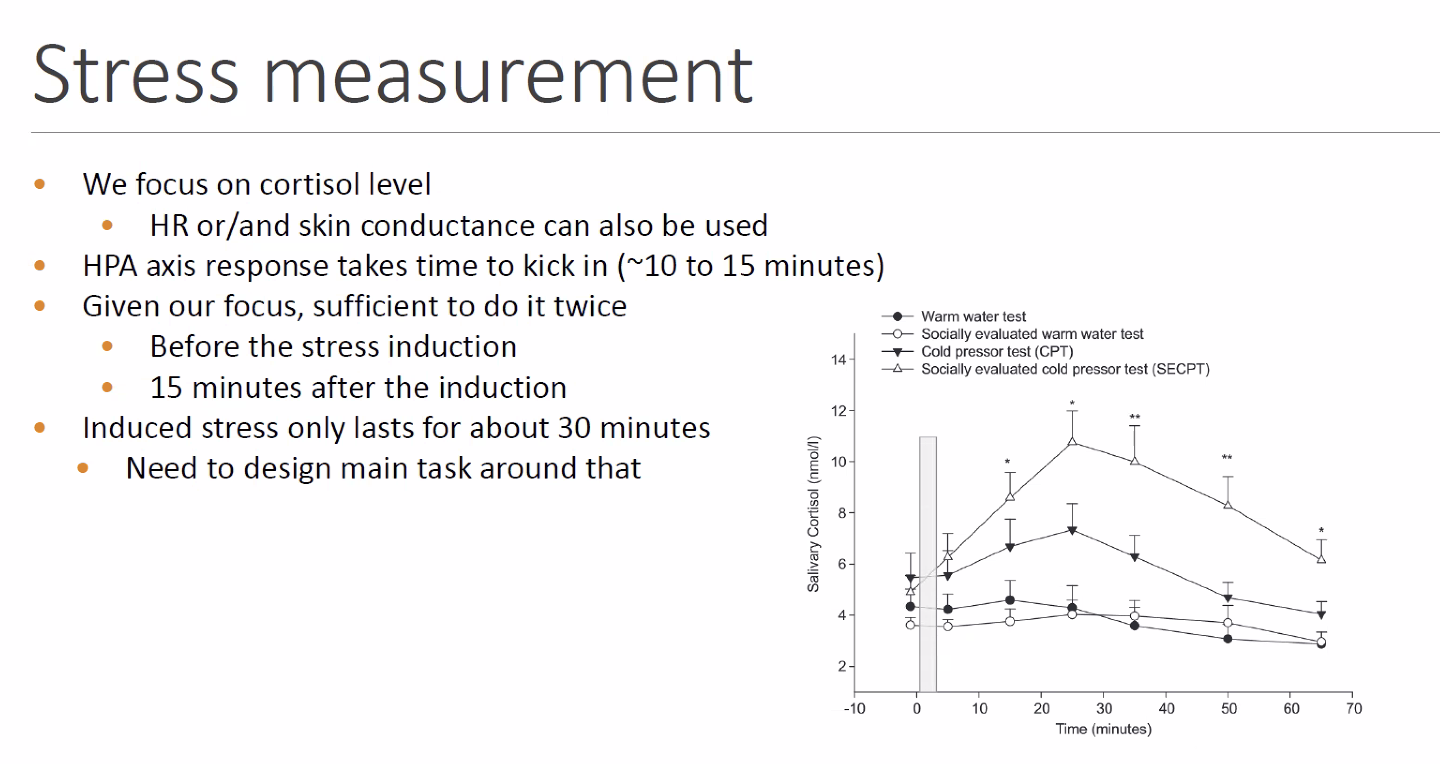 Stress measurement
• We focus on cortisol level
• HR or/and skin conductance can also be used
• HPA axis response takes time to kick in (~10 to 15 minutes)
• Given our focus, sufficient to do it twice
• Before the stress induction
• 15 minutes after the induction
• Induced stress only lasts for about 30 minutes
• Need to design main task around that
Warm water test
Socially evaluated warm water test
Cold pressor test (CPT)
Socially evaluated cold pressor test (SECPT)
Salivary Cortisol (nmol/l)
14
12
10
8
6
4
2
* * ** ** *
-10 0 10 20 30 40 50 60 70
Time (minutes)